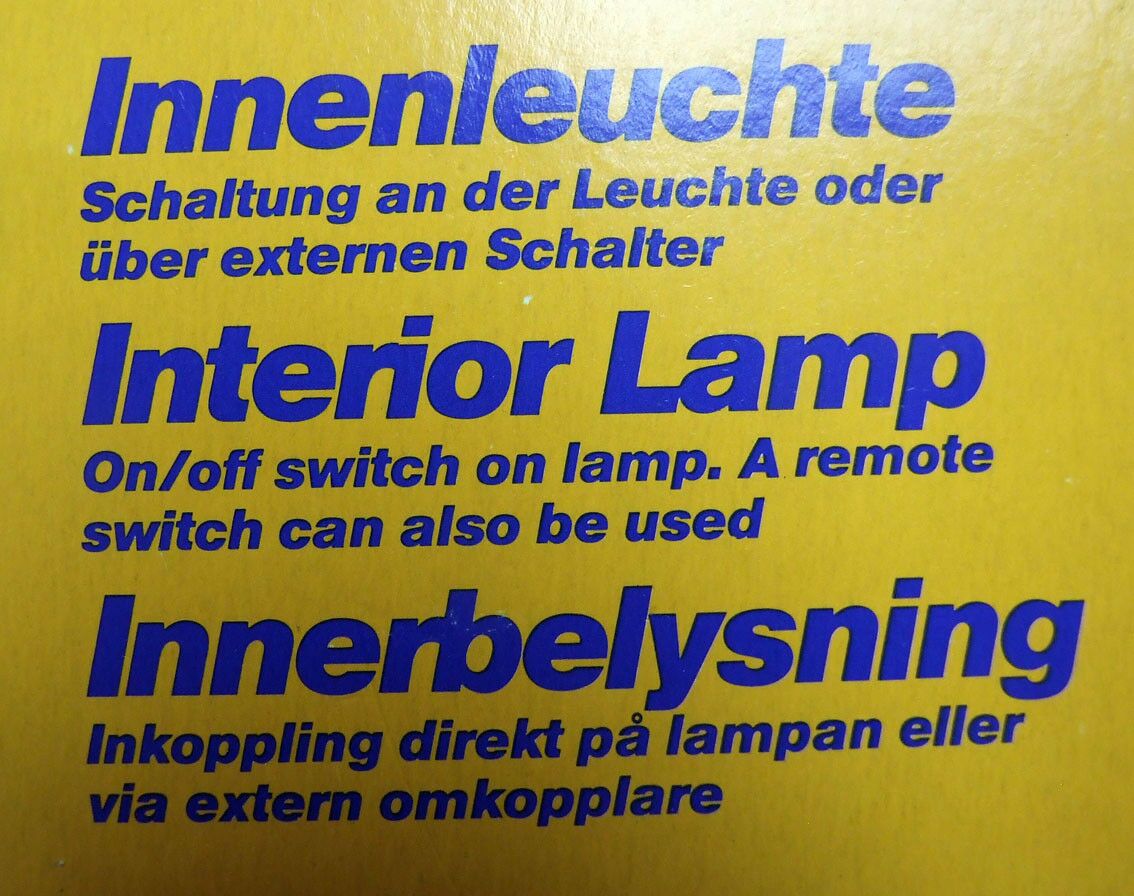 Innenleuchte
Schaltung an der Leuchte oder
über externen Schalter
Interior Lamp
On/off switch on lamp. A remote
switch can also be used
Innerbelysning
Inkoppling direkt på lampan eller
via extern omkopplare